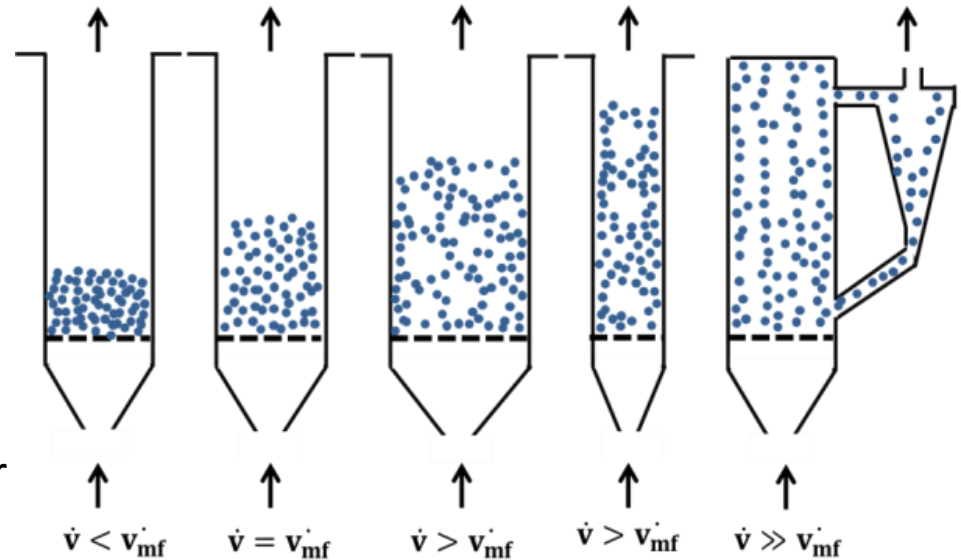 r
v̇ < v̇mf v̇ = v̇mf v̇ > v̇mf v̇ > v̇mf v̇ ≫ v̇mf